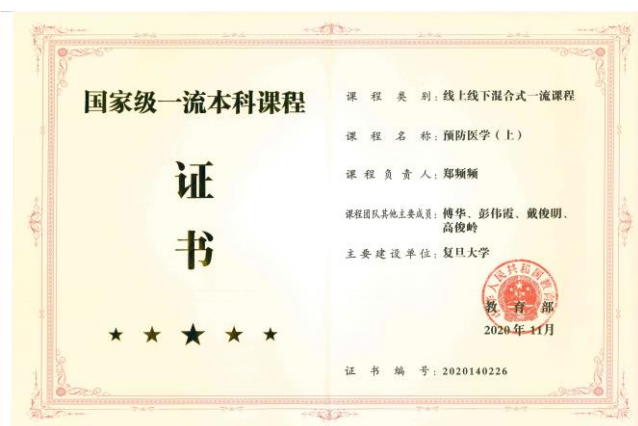 国家级一流本科课程
证
书
课程类别：线上线下混合式一流课程
课程名称：预防医学（上）
课程负责人：郑频频
课程团队其他主要成员：傅华、彭伟霞、戴俊明、
高俊岭
主要建设单位：复旦大学
教育部
2020年11月
证书编号：2020140226